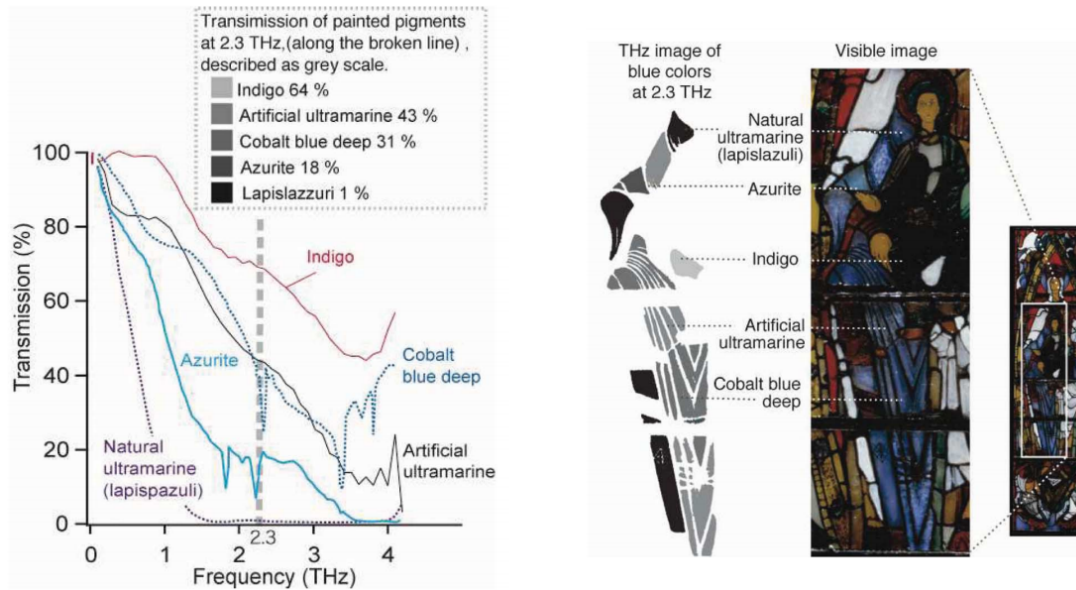 Transimission of painted pigments
at 2.3 THz,(along the broken line) ,
described as grey scale.
Indigo 64 %
Artificial ultramarine 43 %
Cobalt blue deep 31 %
Azurite 18 %
Lapislazzuri 1 %
100
80
60
40
20
0
Transmission (%)
Indigo
Azurite
Cobalt
blue deep
Natural
ultramarine
(lapispazuli)
Artificial
ultramarine
0
1
2
2.3
3
4
Frequency (THz)
THz image of
blue colors
at 2.3 THz
Visible image
Natural
ultramarine
(lapislazuli)
Azurite
Indigo
Artificial
ultramarine
Cobalt blue
deep